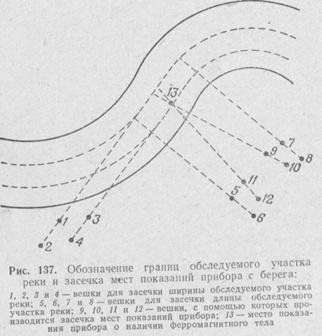 13
7
8
9
10
11
12
5
6
1
2
3
4
Рис. 137. Обозначение границ обследуемого участка
реки и засечка мест показаний прибора с берега:
1, 2, 3 и 4 — вешки для засечки ширины обследуемого участка
реки; 5, 6, 7 и 8 — вешки для засечки длины обследуемого
участка реки; 9, 10, 11 и 12 — вешки, с помощью которых про-
изводится засечка мест показаний прибора; 13 — место показа-
ния прибора о наличии ферромагнитного тела